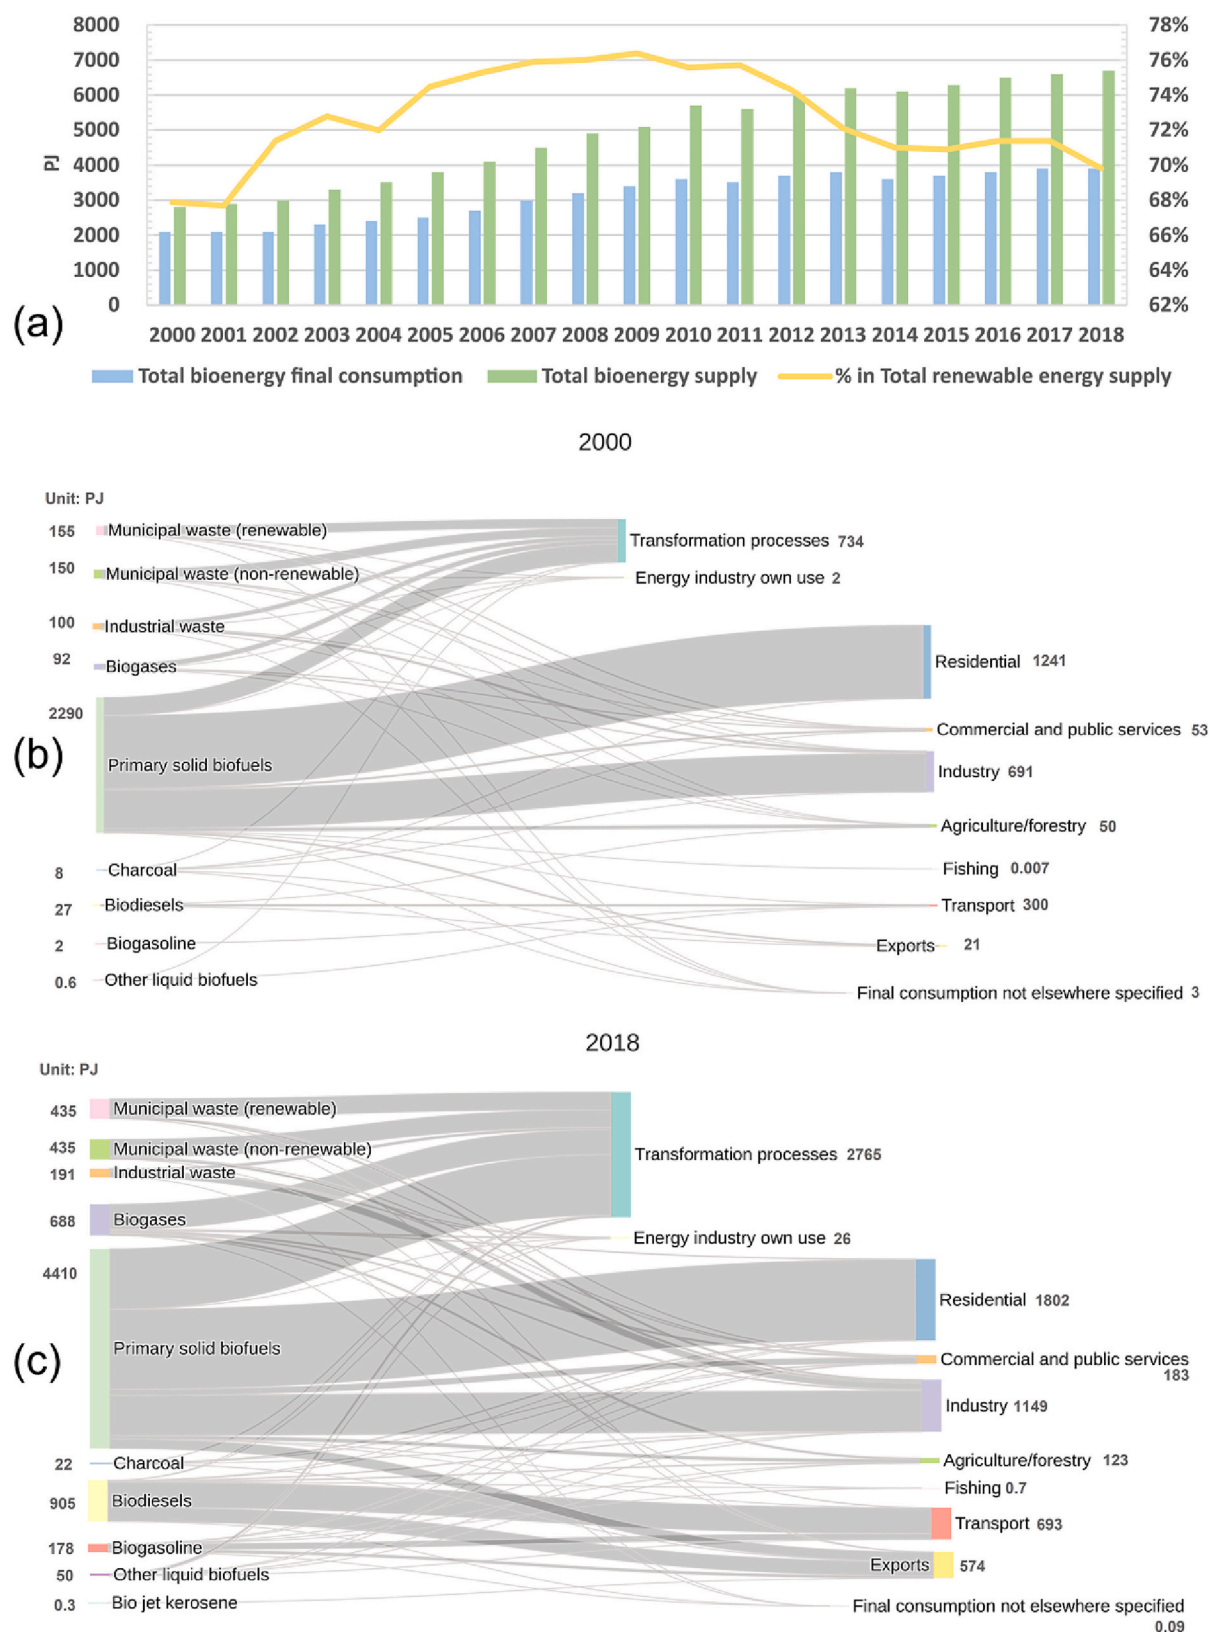 8000 78%
7000 76%
6000 74%
5000 72%
4000 70%
3000 68%
2000 66%
1000 64%
0 62%
PJ
(a)
2000 2001 2002 2003 2004 2005 2006 2007 2008 2009 2010 2011 2012 2013 2014 2015 2016 2017 2018
Total bioenergy final consumption Total bioenergy supply % in Total renewable energy supply
2000
Unit: PJ
155 Municipal waste (renewable)
Transformation processes 734
150 Municipal waste (non-renewable)
Energy industry own use 2
100 Industrial waste
92 Biogases
Residential 1241
2290
Commercial and public services 53
(b)
Primary solid biofuels
Industry 691
Agriculture/forestry 50
8 Charcoal
Fishing 0.007
27 Biodiesels
Transport 300
2 Biogasoline
Exports 21
0.6 Other liquid biofuels
Final consumption not elsewhere specified 3
2018
Unit: PJ
435 Municipal waste (renewable)
435 Municipal waste (non-renewable)
Transformation processes 2765
191 Industrial waste
688 Biogases
Energy industry own use 26
4410
Residential 1802
Primary solid biofuels
(c)
Commercial and public services
183
Industry 1149
22 Charcoal
Agriculture/forestry 123
Fishing 0.7
905 Biodiesels
Transport 693
178 Biogasoline
Exports 574
50 Other liquid biofuels
0.3 Bio jet kerosene
Final consumption not elsewhere specified
0.09